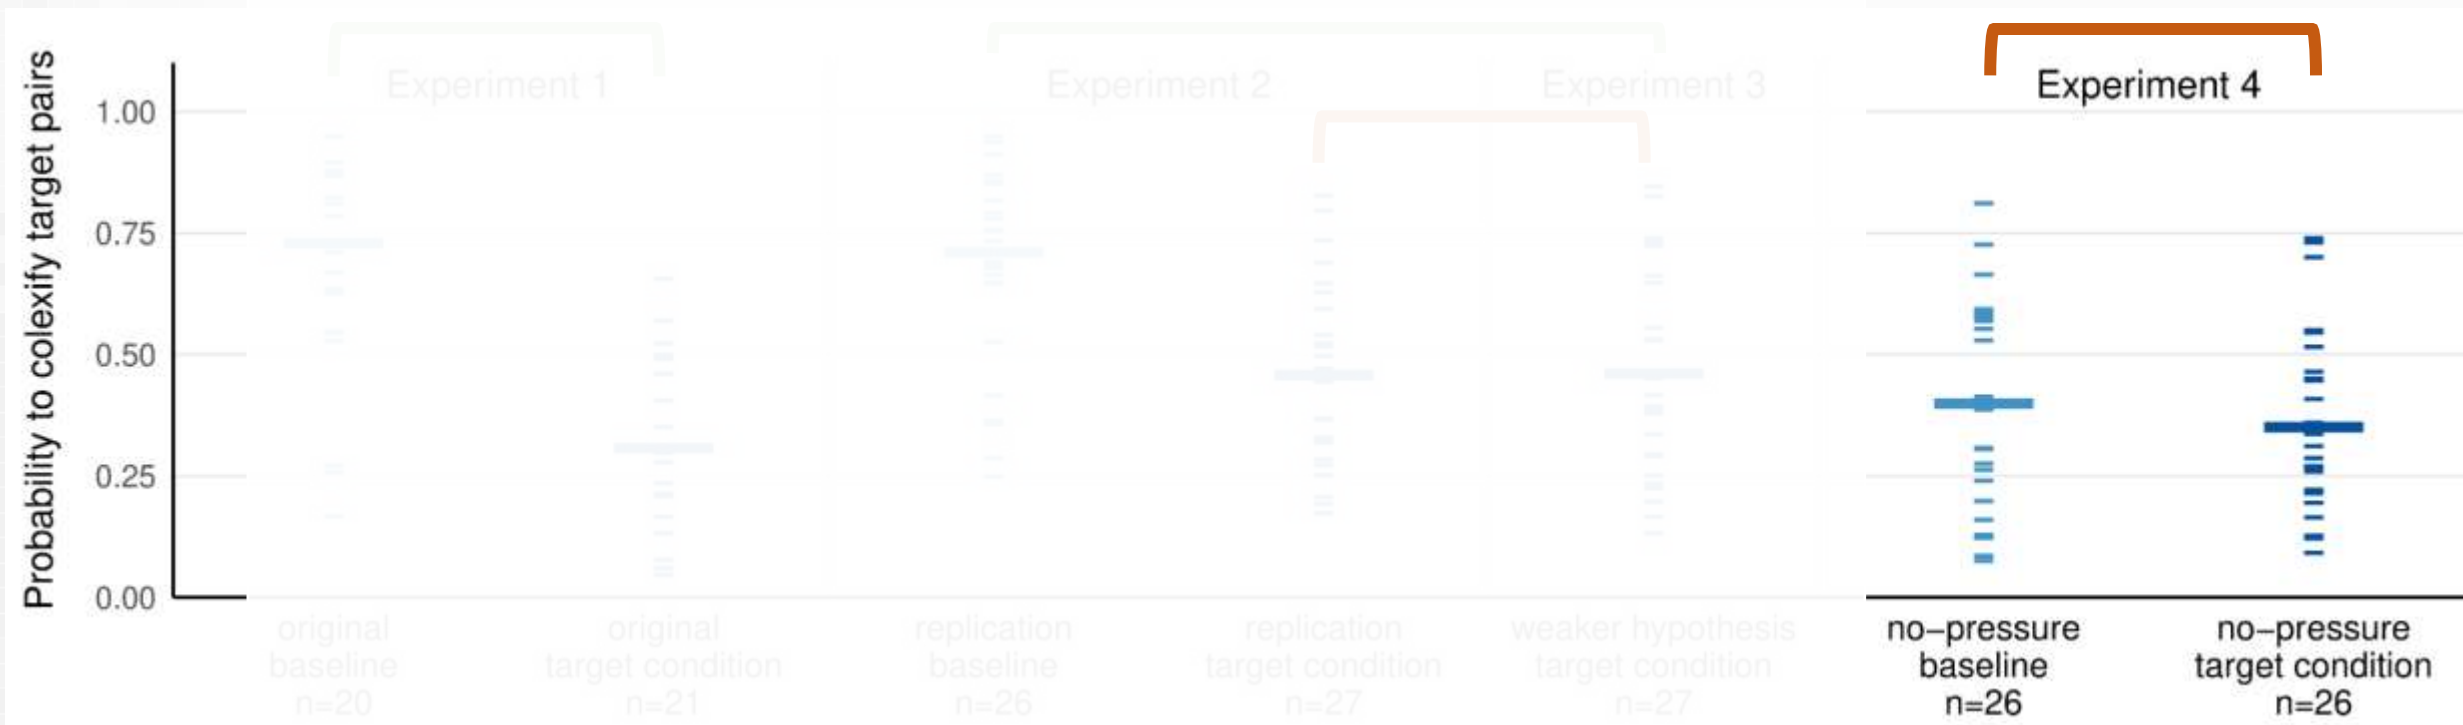 Probability to colexify target pairs
1.00
0.75
0.50
0.25
0.00
Experiment 1
Experiment 2
Experiment 3
Experiment 4
original
baseline
n=20
original
target condition
n=21
replication
baseline
n=26
replication
target condition
n=27
weaker hypothesis
target condition
n=27
no−pressure
baseline
n=26
no−pressure
target condition
n=26